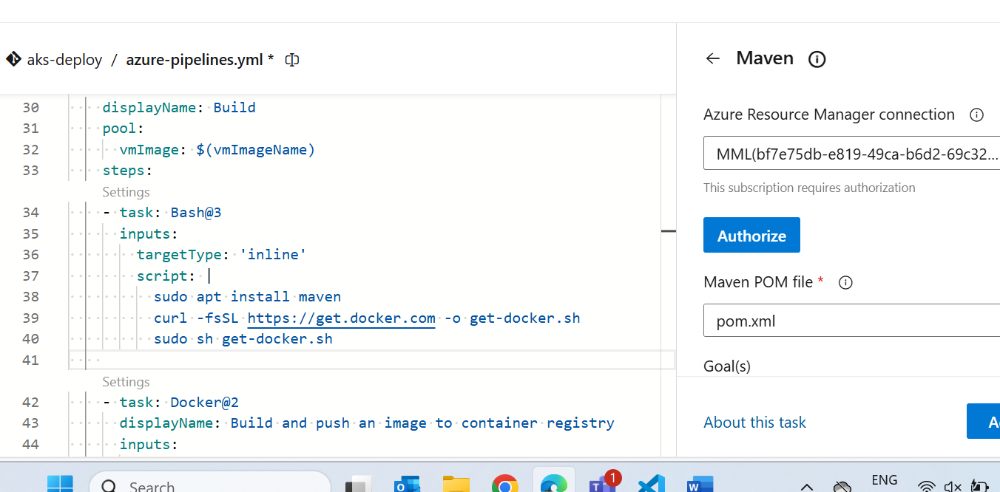 aks-deploy / azure-pipelines.yml *
30 displayName: Build
31 pool:
32 vmImage: $(vmImageName)
33 steps:
Settings
34 - task: Bash@3
35 inputs:
36 targetType: 'inline'
37 script: |
38 sudo apt install maven
39 curl -fsSL https://get.docker.com -o get-docker.sh
40 sudo sh get-docker.sh
41
Settings
42 - task: Docker@2
43 displayName: Build and push an image to container registry
44 inputs:
Maven
Azure Resource Manager connection
MML(bf7e75db-e819-49ca-b6d2-69c32...
This subscription requires authorization
Authorize
Maven POM file *
pom.xml
Goal(s)
About this task
Search
1
ENG